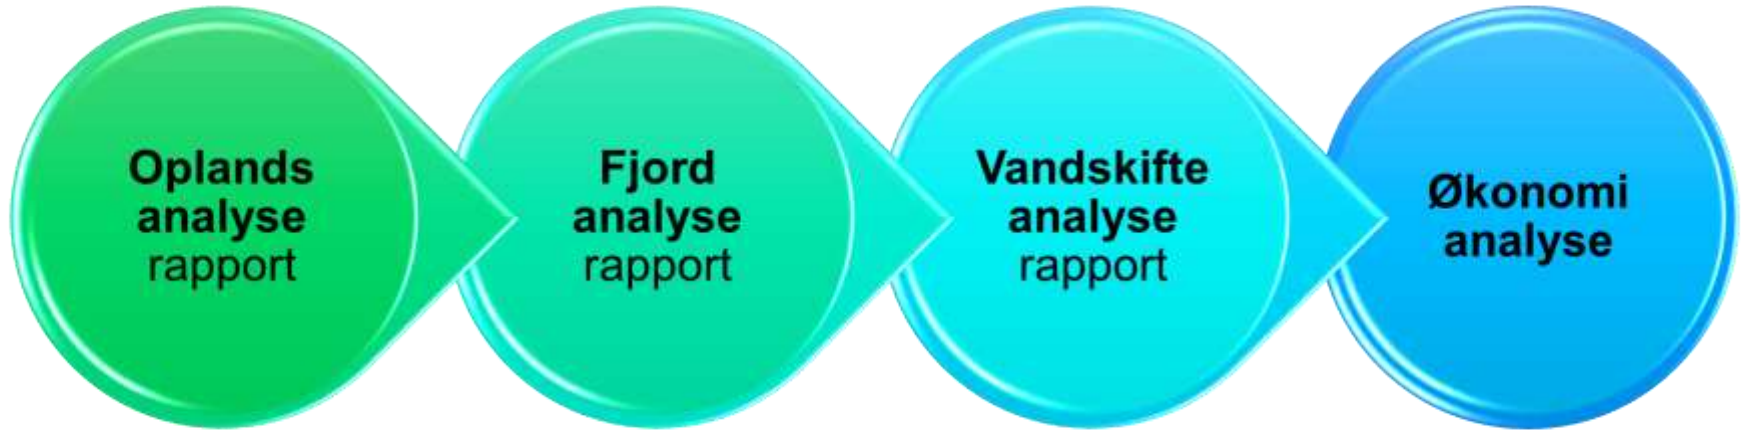 Oplands
analyse
rapport
Fjord
analyse
rapport
Vandskifte
analyse
rapport
Økonomi
analyse